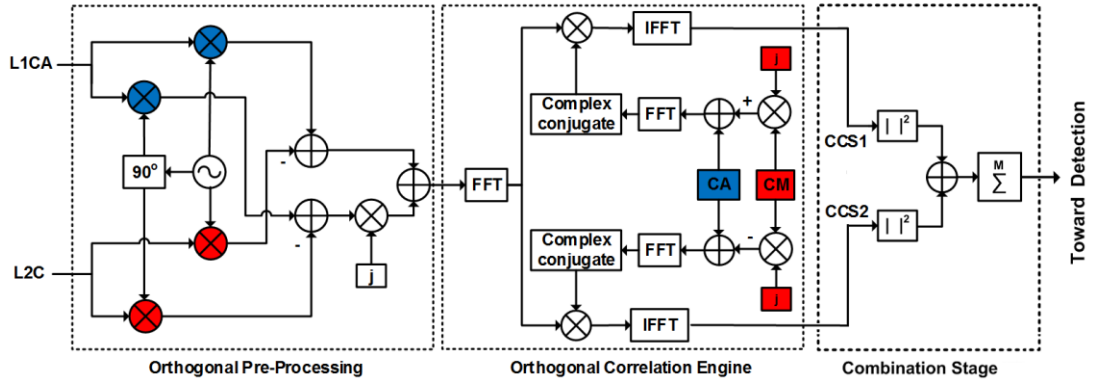 L1CA
L2C
90°
-
-
j
Orthogonal Pre-Processing
FFT
IFFT
j
Complex
conjugate
FFT
+
CA
CM
Complex
conjugate
FFT
-
j
IFFT
Orthogonal Correlation Engine
CCS1
| |²
CCS2
| |²
M
∑
Combination Stage
Toward Detection